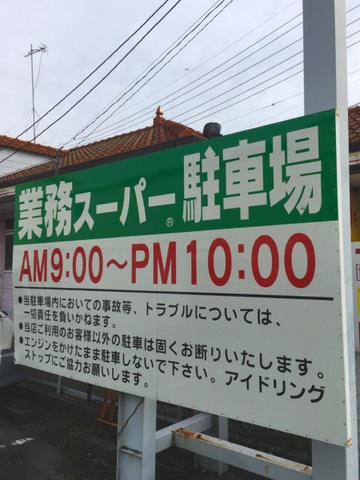 業務スーパー®駐車場
AM9:00～PM10:00
●当駐車場内においての事故等、トラブルについては、
一切責任を負いかねます。
●当店ご利用のお客様以外の駐車は固くお断りいたします。
●エンジンをかけたまま駐車しないで下さい。アイドリング
ストップにご協力お願いします。